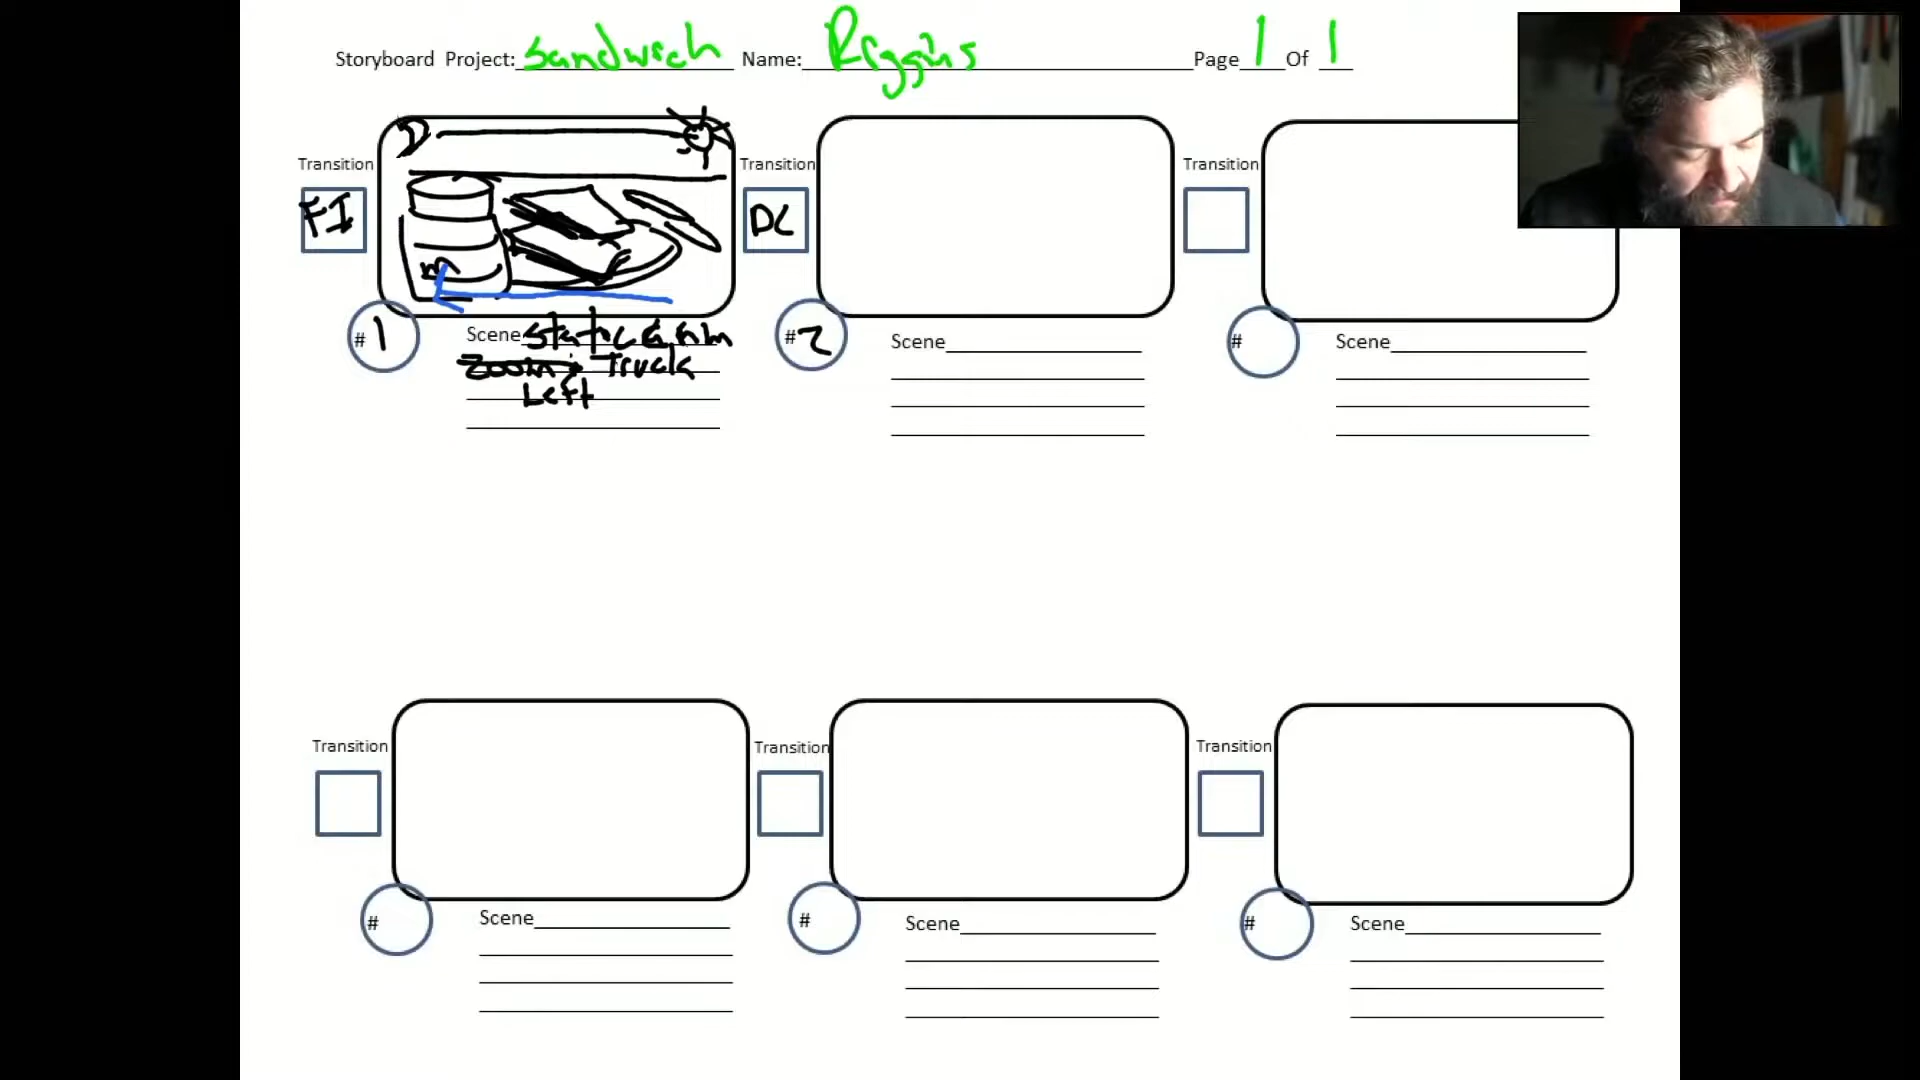 Storyboard Project: Sandwich Name: Riggins Page 1 Of 1
Transition Transition Transition
FI DC
#1 Scene static & #2 Scene # Scene
Zoom Truck
Left
Transition Transition Transition
# Scene # Scene # Scene